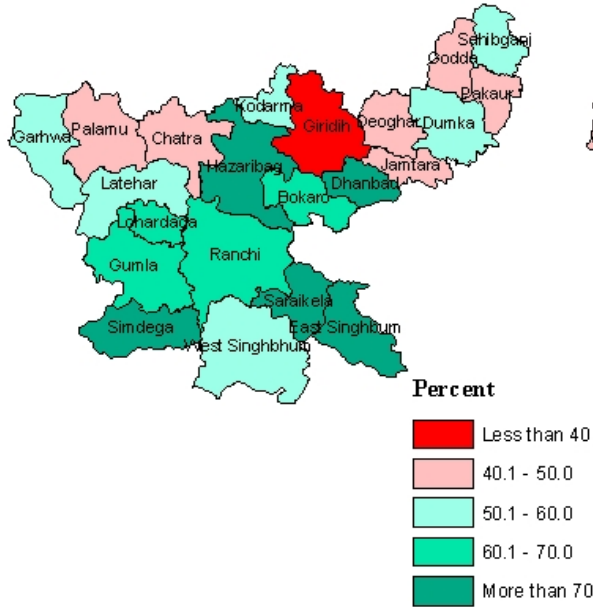 Sahibganj
Godda
Pakaur
Kodarma
Giridih
Deoghar
Dumka
Garhwa
Palamu
Chatra
Jamtara
Hazaribag
Dhanbad
Latehar
Bokaro
Lohardaga
Ranchi
Gumla
Saraikela
Simdega
East Singhbum
West Singhbhum
Percent
Less than 40
40.1 - 50.0
50.1 - 60.0
60.1 - 70.0
More than 70